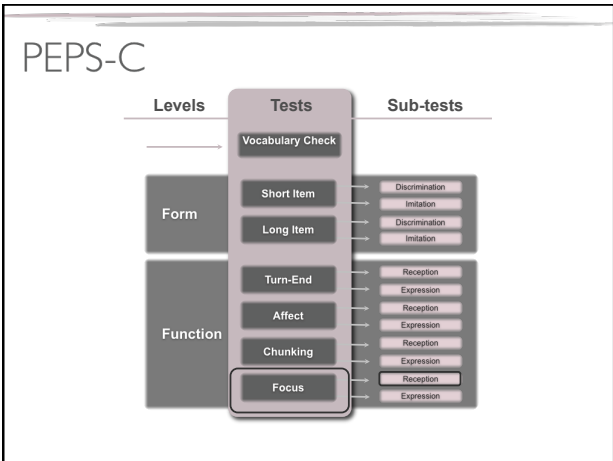 PEPS-C
Levels Tests Sub-tests
Vocabulary Check
Form
Short Item
Discrimination
Imitation
Long Item
Discrimination
Imitation
Function
Turn-End
Reception
Expression
Affect
Reception
Expression
Chunking
Reception
Expression
Focus
Reception
Expression